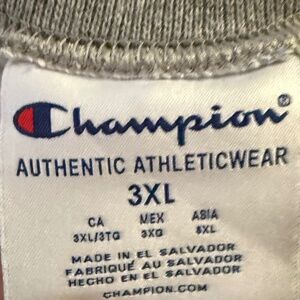 Champion®
AUTHENTIC ATHLETICWEAR
3XL
CA MEX ASIA
3XL/3TG 3XG 5XL
MADE IN EL SALVADOR
FABRIQUÉ AU SALVADOR
HECHO EN EL SALVADOR
CHAMPION.COM